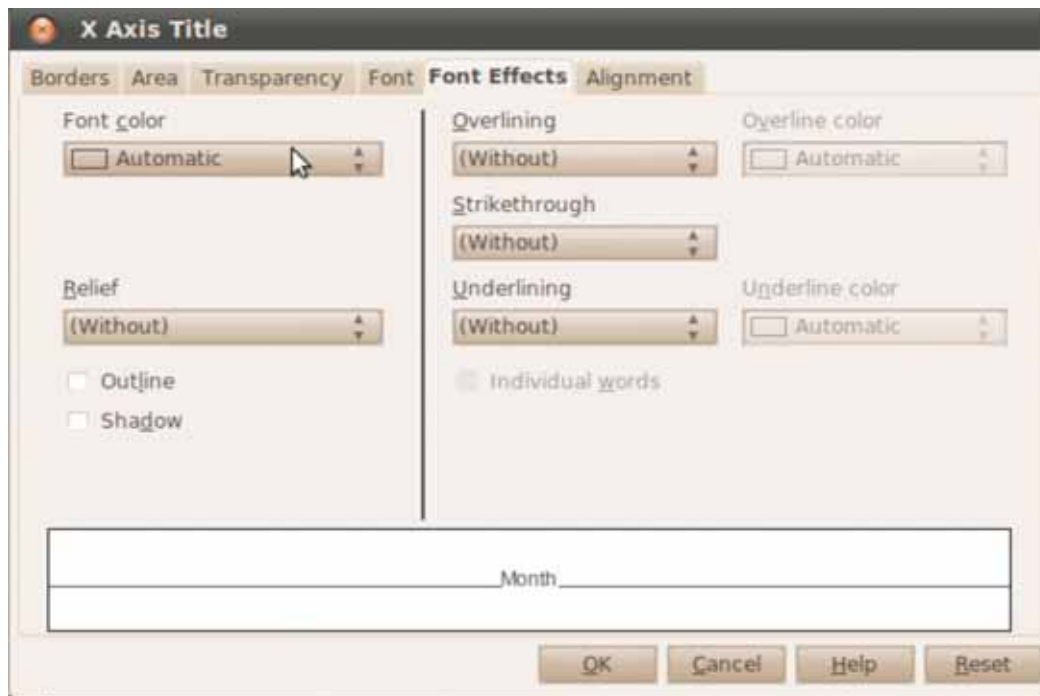 X Axis Title
Borders Area Transparency Font Font Effects Alignment
Font color
Automatic
Relief
(Without)
Outline
Shadow
Overlining
(Without)
Overline color
Automatic
Strikethrough
(Without)
Underlining
(Without)
Underline color
Automatic
Individual words
Month
OK Cancel Help Reset